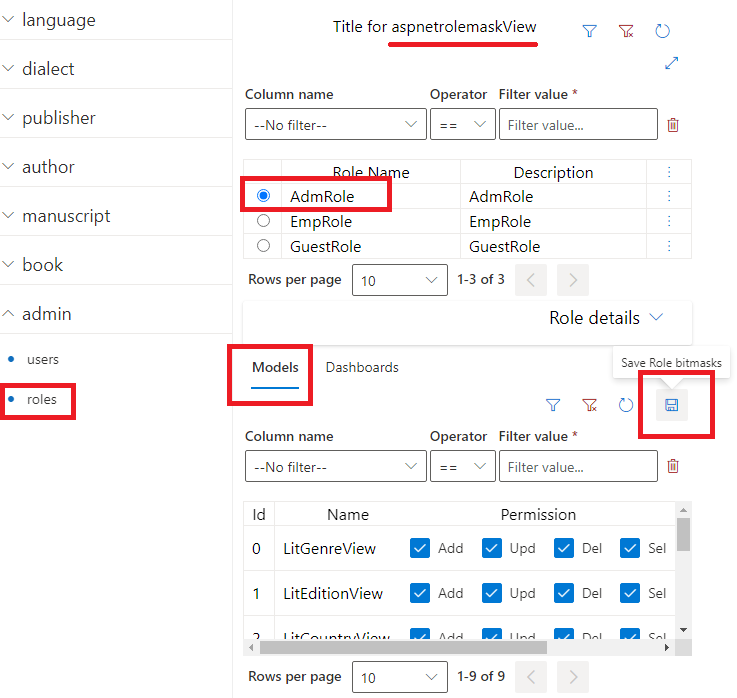 language
dialect
publisher
author
manuscript
book
admin
users
roles
Title for aspnetrolemaskView
Column name Operator Filter value *
--No filter-- == Filter value...
Role Name Description
AdmRole AdmRole
EmpRole EmpRole
GuestRole GuestRole
Rows per page 10 1-3 of 3
Role details
Models Dashboards
Save Role bitmasks
Column name Operator Filter value *
--No filter-- == Filter value...
Id Name Permission
0 LitGenreView Add Upd Del Sel
1 LitEditionView Add Upd Del Sel
2 LitCountryView Add Upd Del Sel
Rows per page 10 1-9 of 9